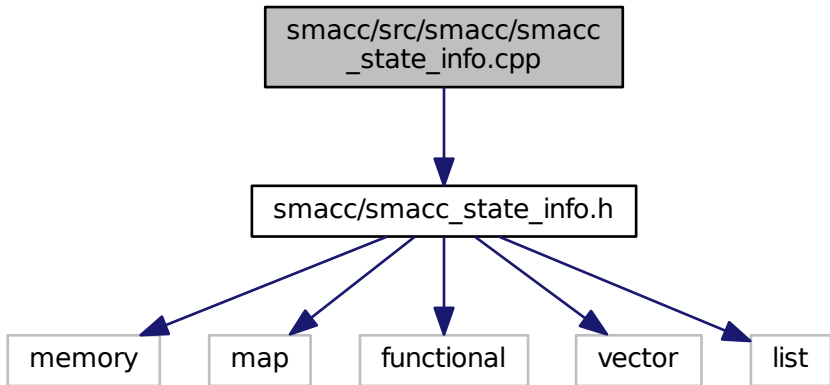 smacc/src/smacc/smacc
_state_info.cpp
smacc/smacc_state_info.h
memory
map
functional
vector
list